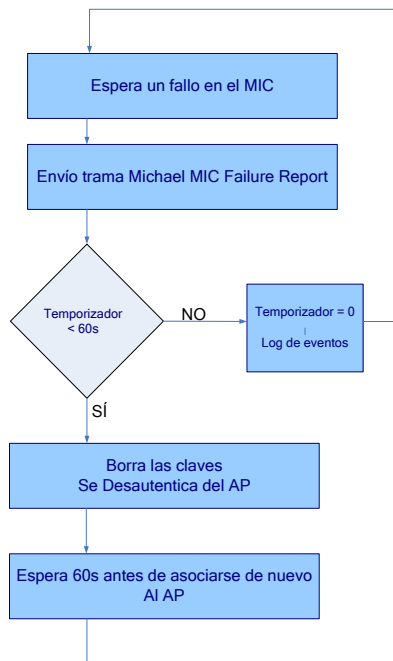 Espera un fallo en el MIC
Envío trama Michael MIC Failure Report
Temporizador
< 60s
NO
Temporizador = 0
Log de eventos
SÍ
Borra las claves
Se Desautentica del AP
Espera 60s antes de asociarse de nuevo
Al AP